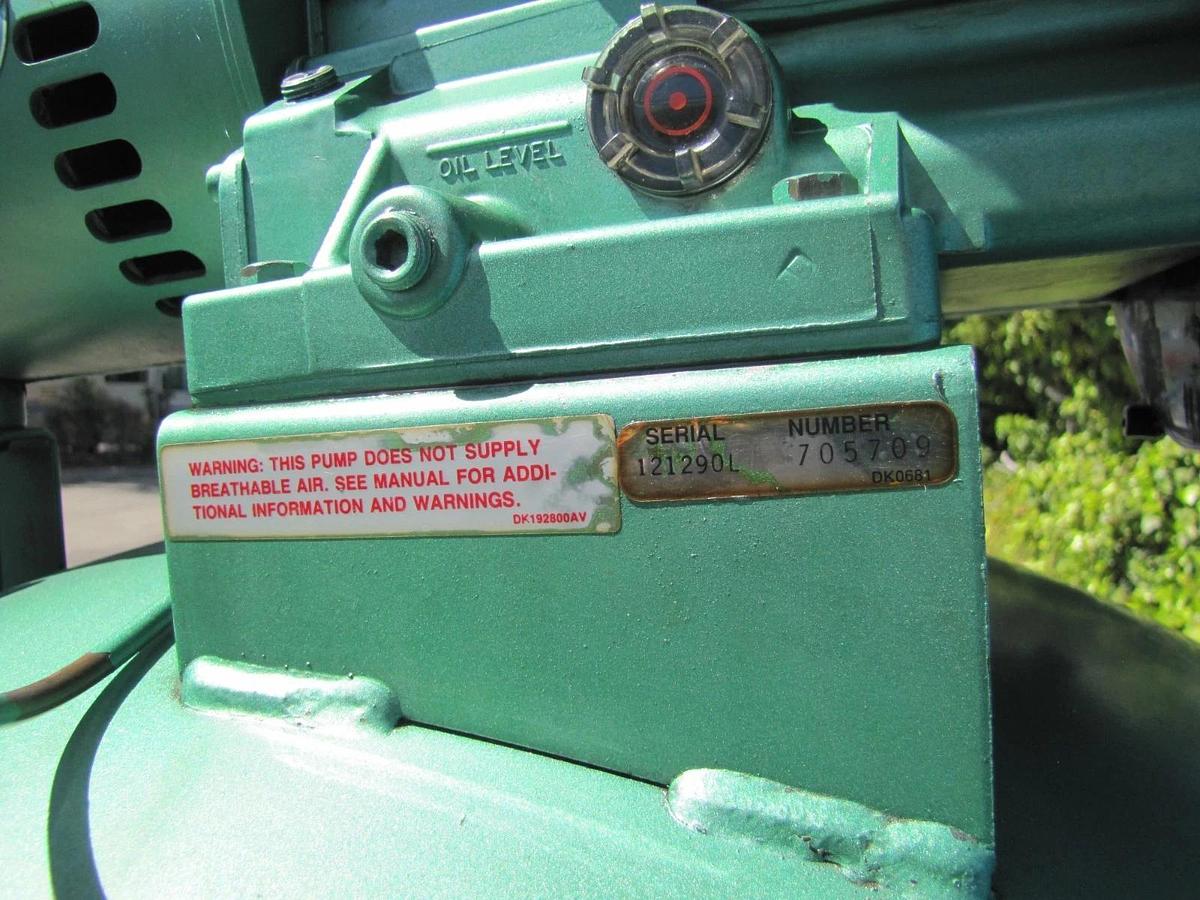 OIL LEVEL
WARNING: THIS PUMP DOES NOT SUPPLY
BREATHABLE AIR. SEE MANUAL FOR ADDI-
TIONAL INFORMATION AND WARNINGS.
DK192800AV
SERIAL NUMBER
121290L 705709
DK0681